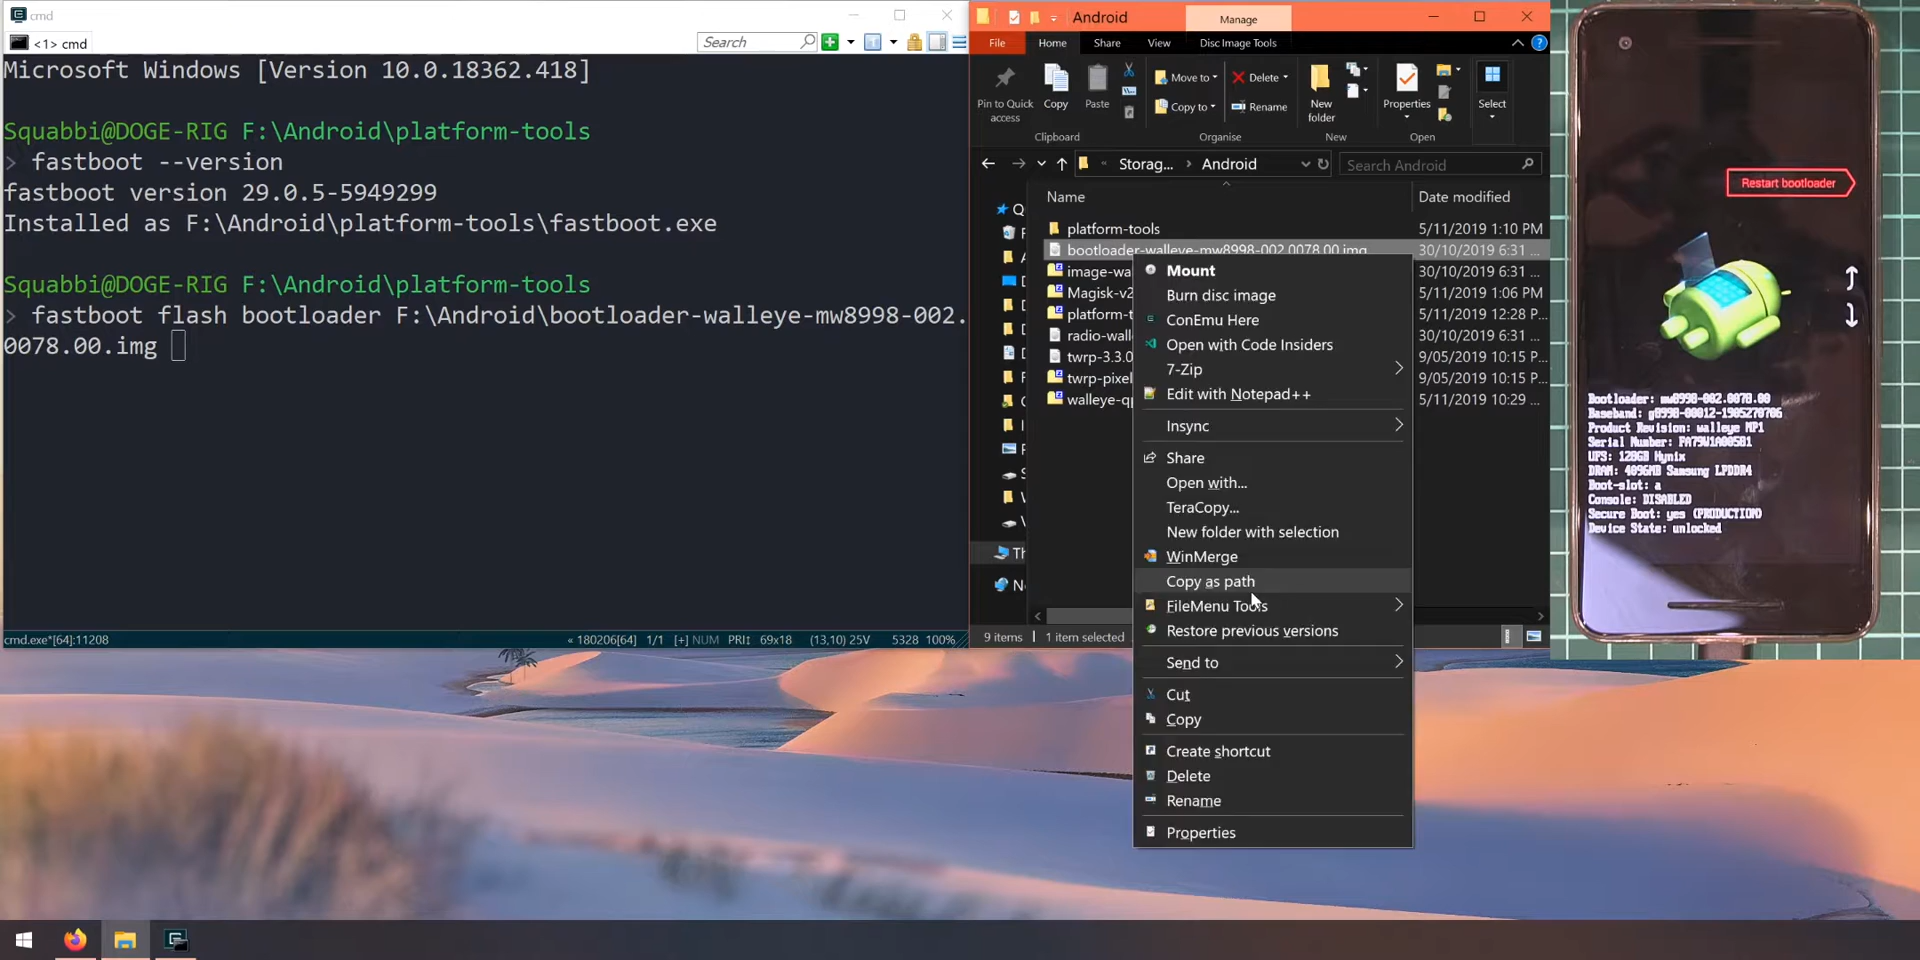 cmd
<1> cmd
Search
Microsoft Windows [Version 10.0.18362.418]
Squabbi@DOGE-RIG F:\Android\platform-tools
> fastboot --version
fastboot version 29.0.5-5949299
Installed as F:\Android\platform-tools\fastboot.exe
Squabbi@DOGE-RIG F:\Android\platform-tools
> fastboot flash bootloader F:\Android\bootloader-walleye-mw8998-002.
0078.00.img
cmd.exe*[64]:11208
« 180206[64] 1/1 [+] NUM PRI↕ 69x18 (13,10) 25V 5328 100%
Android
Manage
File
Home
Share
View
Disc Image Tools
Pin to Quick
access
Copy
Paste
Move to
Copy to
Delete
Rename
New
folder
Properties
Select
Clipboard
Organise
New
Open
« Storag... > Android
Search Android
Name
Date modified
platform-tools 5/11/2019 1:10 PM
bootloader-walleye-mw8998-002.0078.00.img 30/10/2019 6:31 ...
image-wa 30/10/2019 6:31 ...
Magisk-v2 5/11/2019 1:06 PM
platform-t 5/11/2019 12:28 PM
radio-wall 30/10/2019 6:31 ...
twrp-3.3.0 9/05/2019 10:15 P...
twrp-pixel 9/05/2019 10:15 P...
walleye-qp 5/11/2019 10:29 ...
9 items
1 item selected
Mount
Burn disc image
ConEmu Here
Open with Code Insiders
7-Zip
Edit with Notepad++
Insync
Share
Open with...
TeraCopy...
New folder with selection
WinMerge
Copy as path
FileMenu Tools
Restore previous versions
Send to
Cut
Copy
Create shortcut
Delete
Rename
Properties
Restart bootloader
Bootloader: mw8998-002.0078.00
Baseband: g8998-00012-1905270706
Product Revision: walleye MP1
Serial Number: FA79W1A00581
UFS: 128GB Hynix
DRAM: 4096MB Samsung LPDDR4
Boot-slot: a
Console: DISABLED
Secure Boot: yes (PRODUCTION)
Device State: unlocked